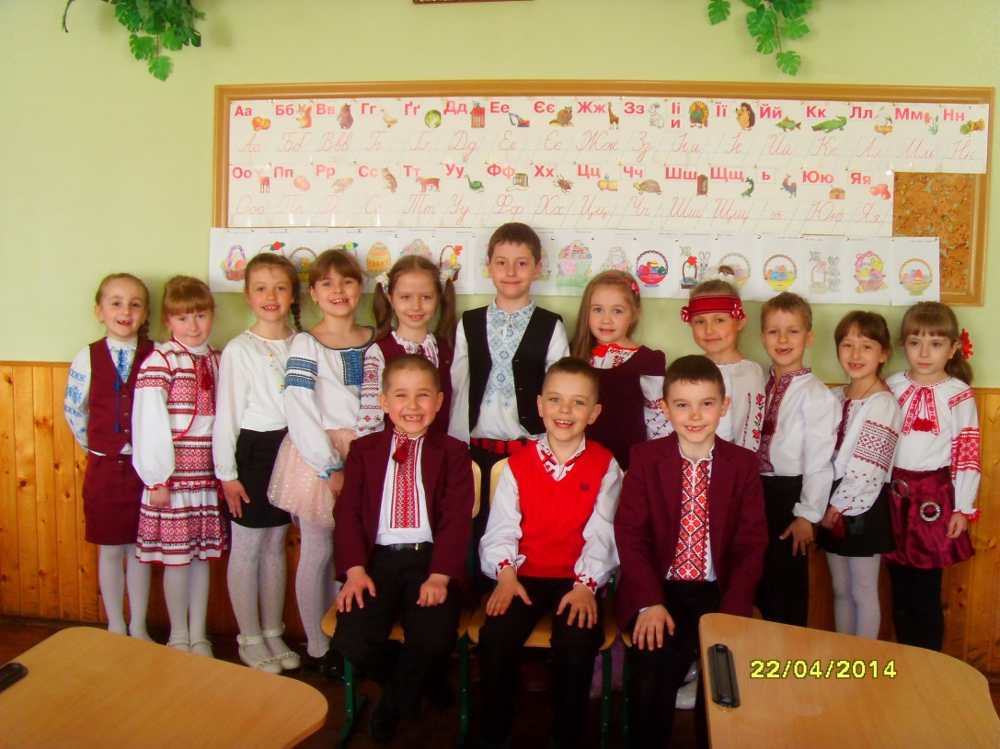 Аа Бб Вв Гг Ґґ Дд Ее Єє Жж Зз Іі Її Йй Кк Лл Мм Нн
и
Аа Бб Ввв Гг Ґґ Дд Ее Єє Жж Зз Її Йй Кк Лл Мм Нн
Оо Пп Рр Сс Тт Уу Фф Хх Цц Чч Шш Щщ ь Юю Яя
Ооо Пп Рр Сс Тт Уу Фф Хх Цц Чч Шш Щщ ьь Юю Яя
22/04/2014